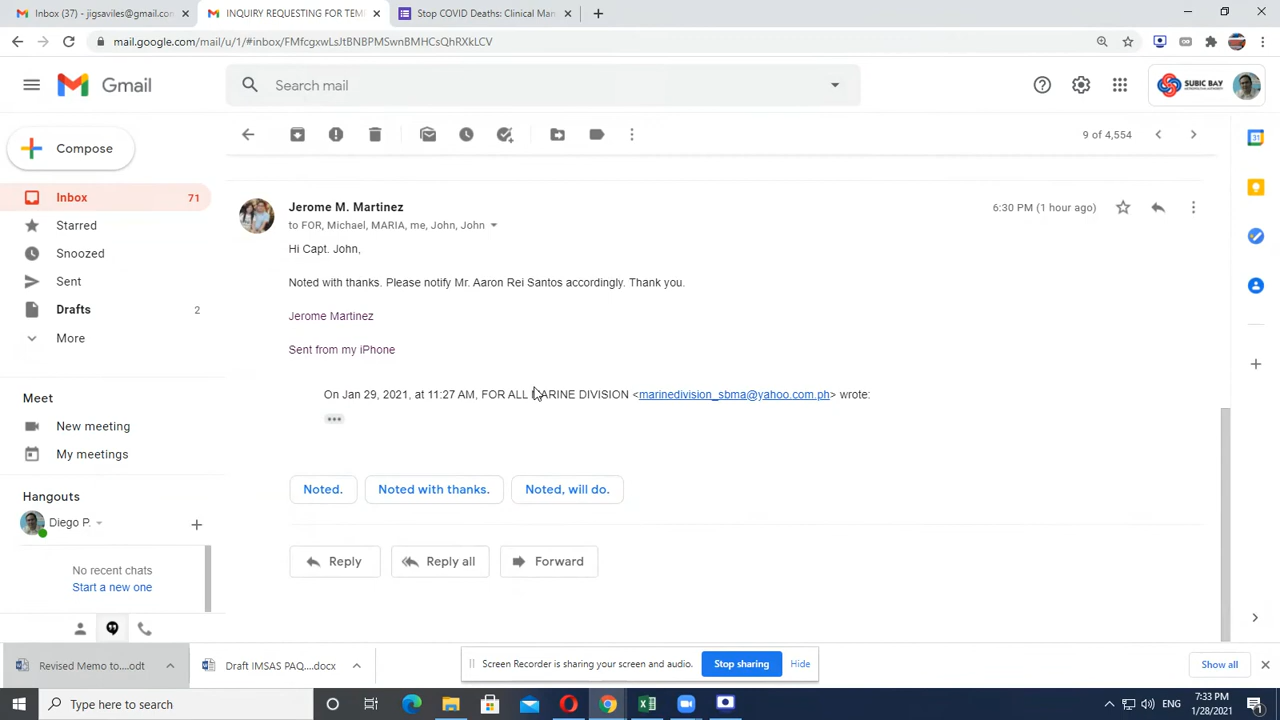 Inbox (37) - jigsaviles@gmail.com
INQUIRY REQUESTING FOR TEM
Stop COVID Deaths: Clinical Man
mail.google.com/mail/u/1/#inbox/FMfcgxwLsJtBNBPMSwnBMHCsQhRXkLCV
Gmail
Search mail
SUBIC BAY
Compose
9 of 4,554
Inbox 71
Starred
Snoozed
Sent
Drafts 2
More
Meet
New meeting
My meetings
Hangouts
Diego P.
No recent chats
Start a new one
Jerome M. Martinez
6:30 PM (1 hour ago)
to FOR, Michael, MARIA, me, John, John
Hi Capt. John,
Noted with thanks. Please notify Mr. Aaron Rei Santos accordingly. Thank you.
Jerome Martinez
Sent from my iPhone
On Jan 29, 2021, at 11:27 AM, FOR ALL MARINE DIVISION <marinedivision_sbma@yahoo.com.ph> wrote:
Noted.
Noted with thanks.
Noted, will do.
Reply
Reply all
Forward
Revised Memo to....odt
Draft IMSAS PAQ....docx
Screen Recorder is sharing your screen and audio.
Stop sharing
Hide
Show all
Type here to search
ENG
7:33 PM
1/28/2021